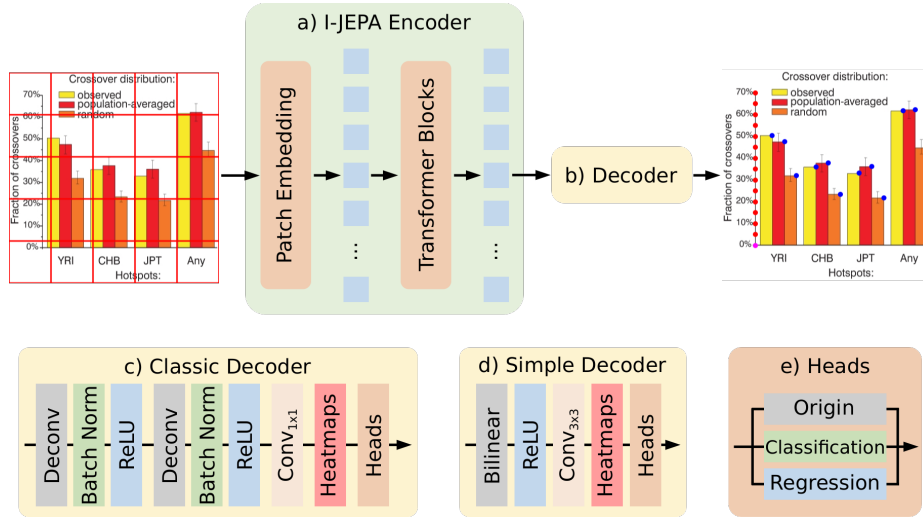 a) I-JEPA Encoder
Crossover distribution:
observed
population-averaged
random
70%
60%
50%
40%
30%
20%
10%
0%
Fraction of crossovers
YRI CHB JPT Any
Hotspots:
Patch Embedding
...
Transformer Blocks
...
b) Decoder
Crossover distribution:
observed
population-averaged
random
70%
60%
50%
40%
30%
20%
10%
0%
Fraction of crossovers
YRI CHB JPT Any
Hotspots:
c) Classic Decoder
Deconv
Batch Norm
ReLU
Deconv
Batch Norm
ReLU
Conv1x1
Heatmaps
Heads
d) Simple Decoder
Bilinear
ReLU
Conv3x3
Heatmaps
Heads
e) Heads
Origin
Classification
Regression